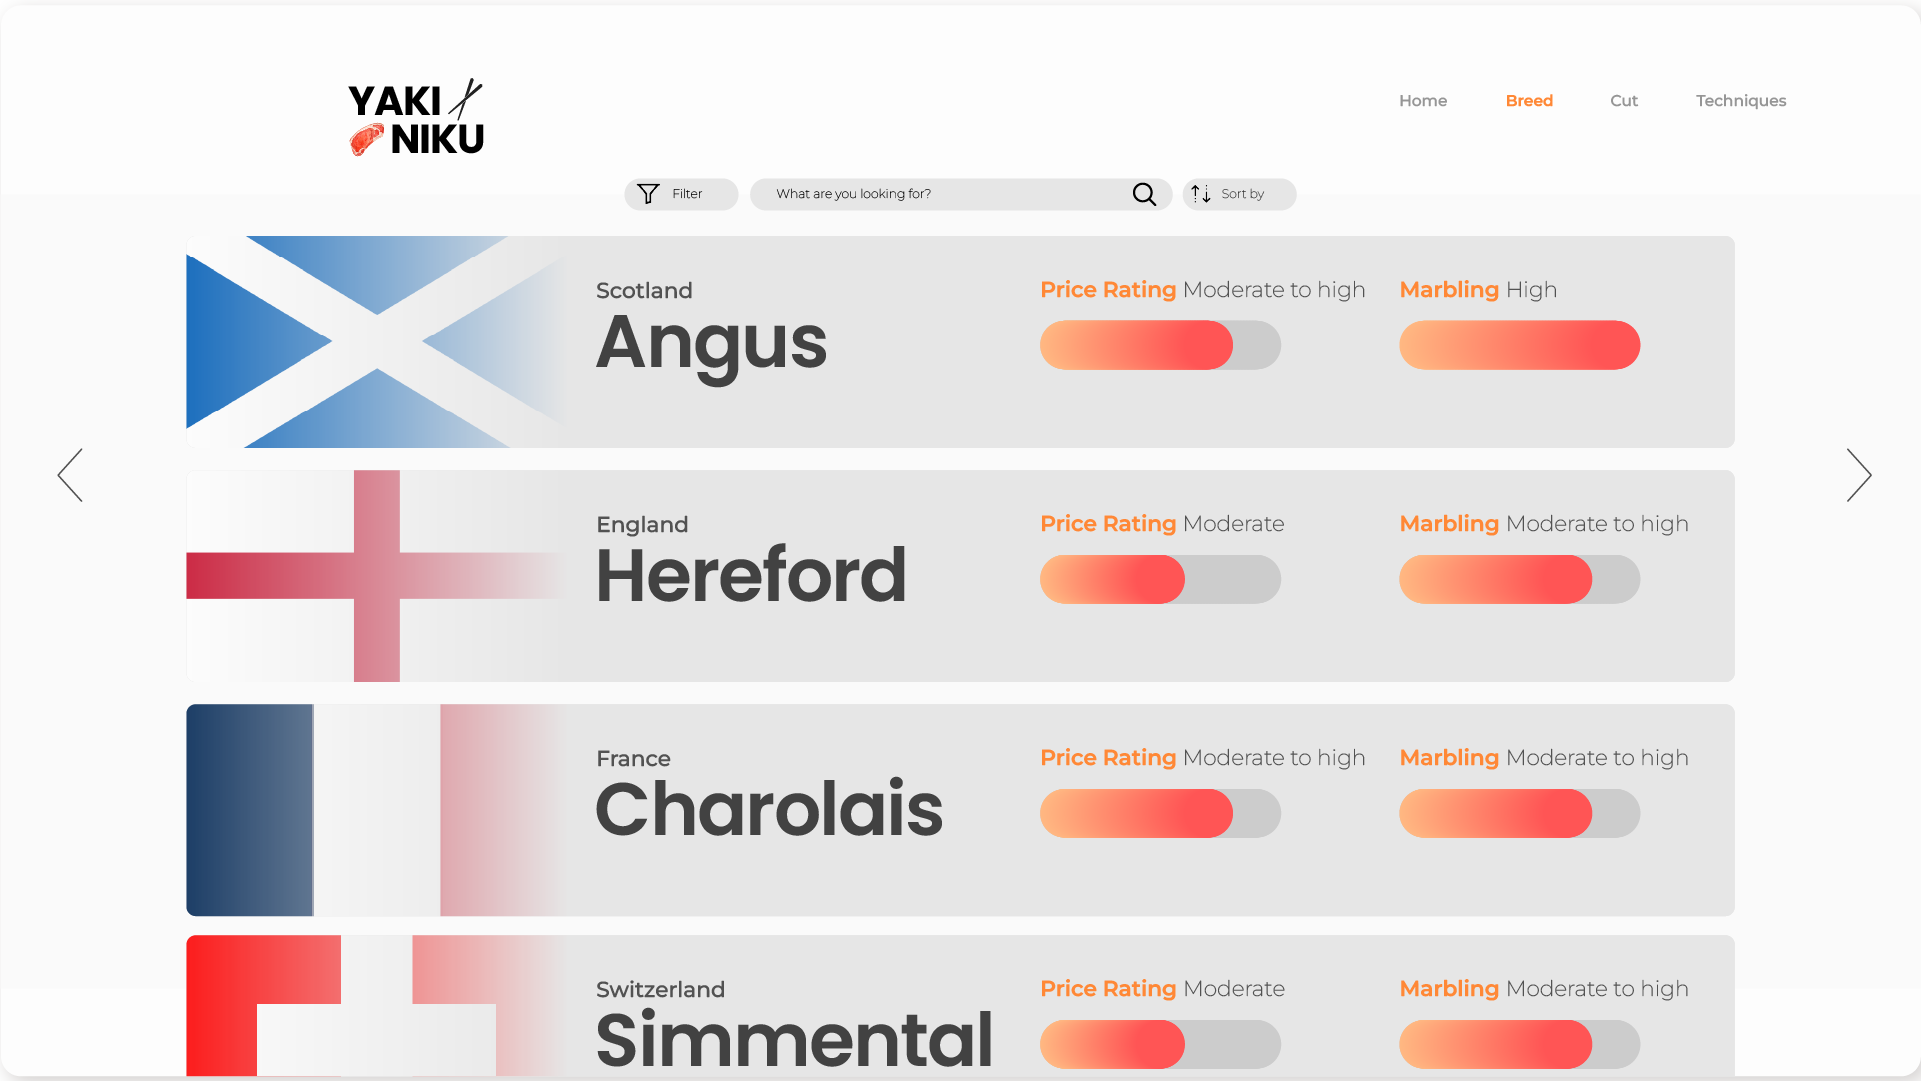 YAKI
NIKU
Home
Breed
Cut
Techniques
Filter
What are you looking for?
Sort by
Scotland
Angus
Price Rating Moderate to high
Marbling High
England
Hereford
Price Rating Moderate
Marbling Moderate to high
France
Charolais
Price Rating Moderate to high
Marbling Moderate to high
Switzerland
Simmental
Price Rating Moderate
Marbling Moderate to high